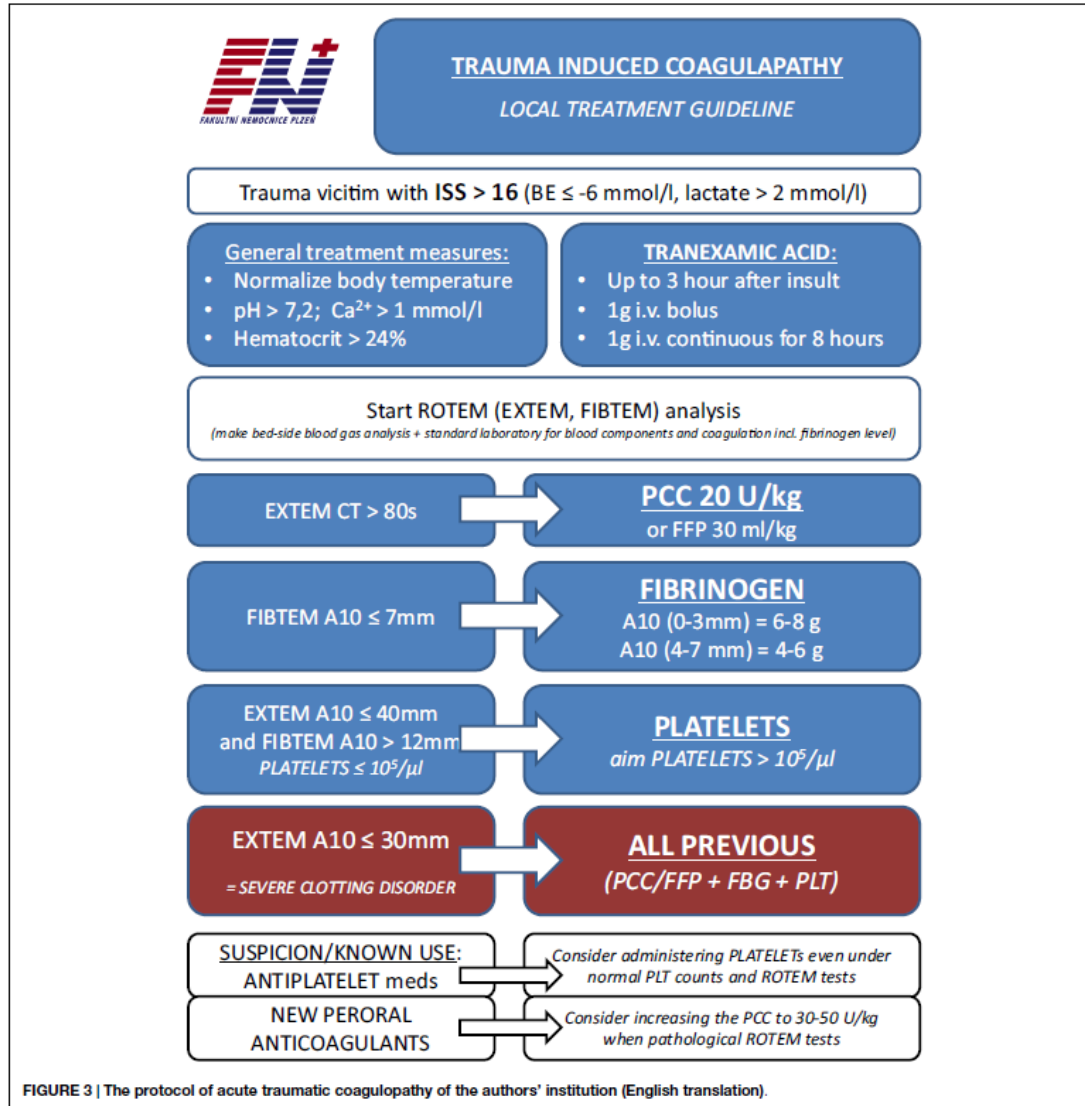 FAKULTNÍ NEMOCNICE PLZEŇ
TRAUMA INDUCED COAGULAPATHY
LOCAL TREATMENT GUIDELINE
Trauma vicitim with ISS > 16 (BE ≤ -6 mmol/l, lactate > 2 mmol/l)
General treatment measures:
• Normalize body temperature
• pH > 7,2; Ca²⁺ > 1 mmol/l
• Hematocrit > 24%
TRANEXAMIC ACID:
• Up to 3 hour after insult
• 1g i.v. bolus
• 1g i.v. continuous for 8 hours
Start ROTEM (EXTEM, FIBTEM) analysis
(make bed-side blood gas analysis + standard laboratory for blood components and coagulation incl. fibrinogen level)
EXTEM CT > 80s
PCC 20 U/kg
or FFP 30 ml/kg
FIBTEM A10 ≤ 7mm
FIBRINOGEN
A10 (0-3mm) = 6-8 g
A10 (4-7 mm) = 4-6 g
EXTEM A10 ≤ 40mm
and FIBTEM A10 > 12mm
PLATELETS ≤ 10⁵/µl
PLATELETS
aim PLATELETS > 10⁵/µl
EXTEM A10 ≤ 30mm
= SEVERE CLOTTING DISORDER
ALL PREVIOUS
(PCC/FFP + FBG + PLT)
SUSPICION/KNOWN USE:
ANTIPLATELET meds
Consider administering PLATELETs even under
normal PLT counts and ROTEM tests
NEW PERORAL
ANTICOAGULANTS
Consider increasing the PCC to 30-50 U/kg
when pathological ROTEM tests
FIGURE 3 | The protocol of acute traumatic coagulopathy of the authors' institution (English translation).